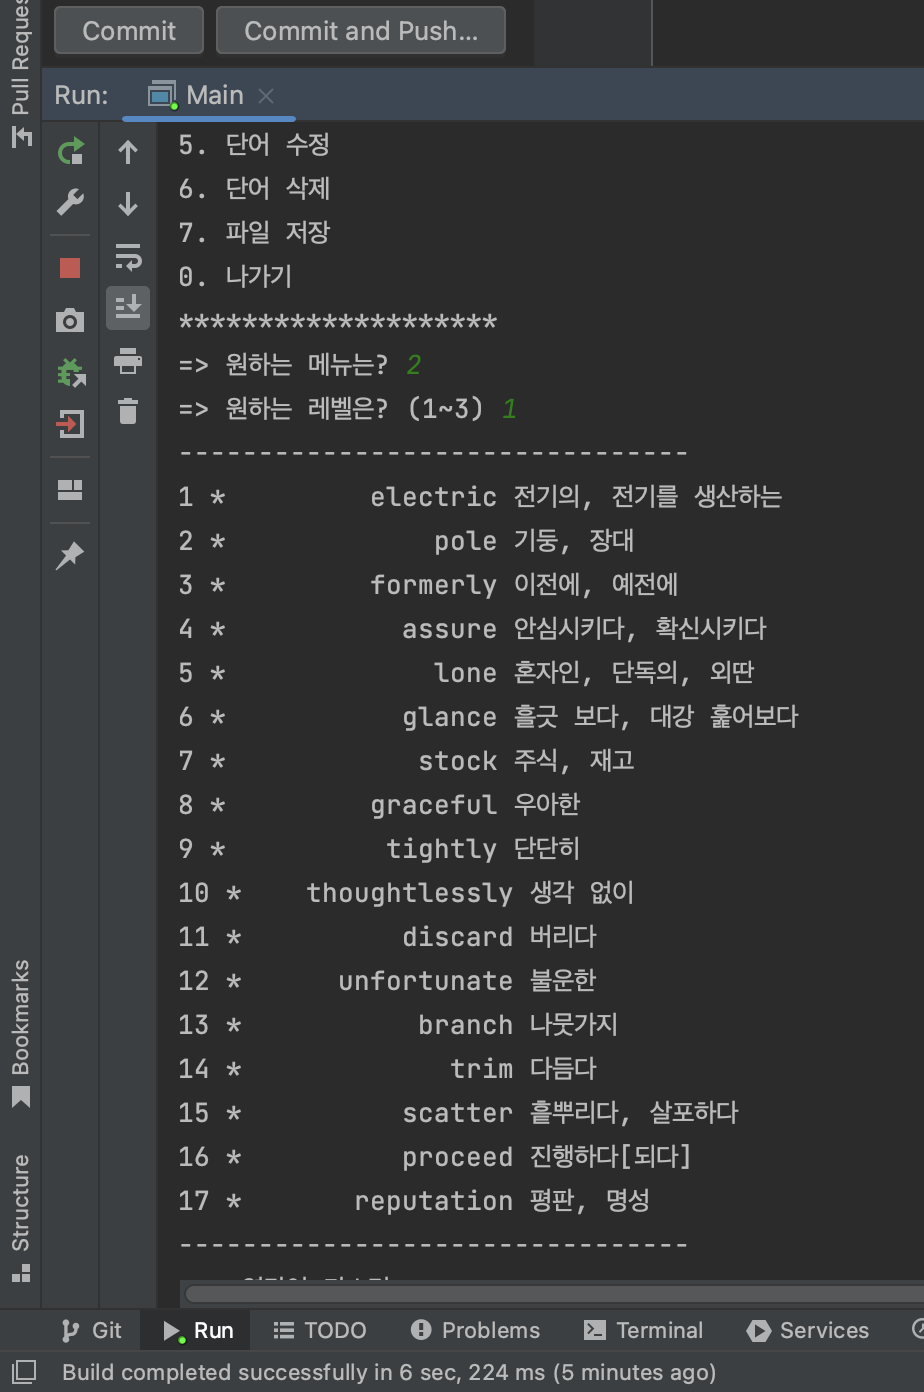 Commit
Commit and Push...
Pull Reques
Run:
Main
5. 단어 수정
6. 단어 삭제
7. 파일 저장
0. 나가기
********************
=> 원하는 메뉴는? 2
=> 원하는 레벨은? (1~3) 1
--------------------------------
1 * electric 전기의, 전기를 생산하는
2 * pole 기둥, 장대
3 * formerly 이전에, 예전에
4 * assure 안심시키다, 확신시키다
5 * lone 혼자인, 단독의, 외딴
6 * glance 흘긋 보다, 대강 훑어보다
7 * stock 주식, 재고
8 * graceful 우아한
9 * tightly 단단히
10 * thoughtlessly 생각 없이
11 * discard 버리다
12 * unfortunate 불운한
13 * branch 나뭇가지
14 * trim 다듬다
15 * scatter 흩뿌리다, 살포하다
16 * proceed 진행하다[되다]
17 * reputation 평판, 명성
--------------------------------
Bookmarks
Structure
Git
Run
TODO
Problems
Terminal
Services
Build completed successfully in 6 sec, 224 ms (5 minutes ago)